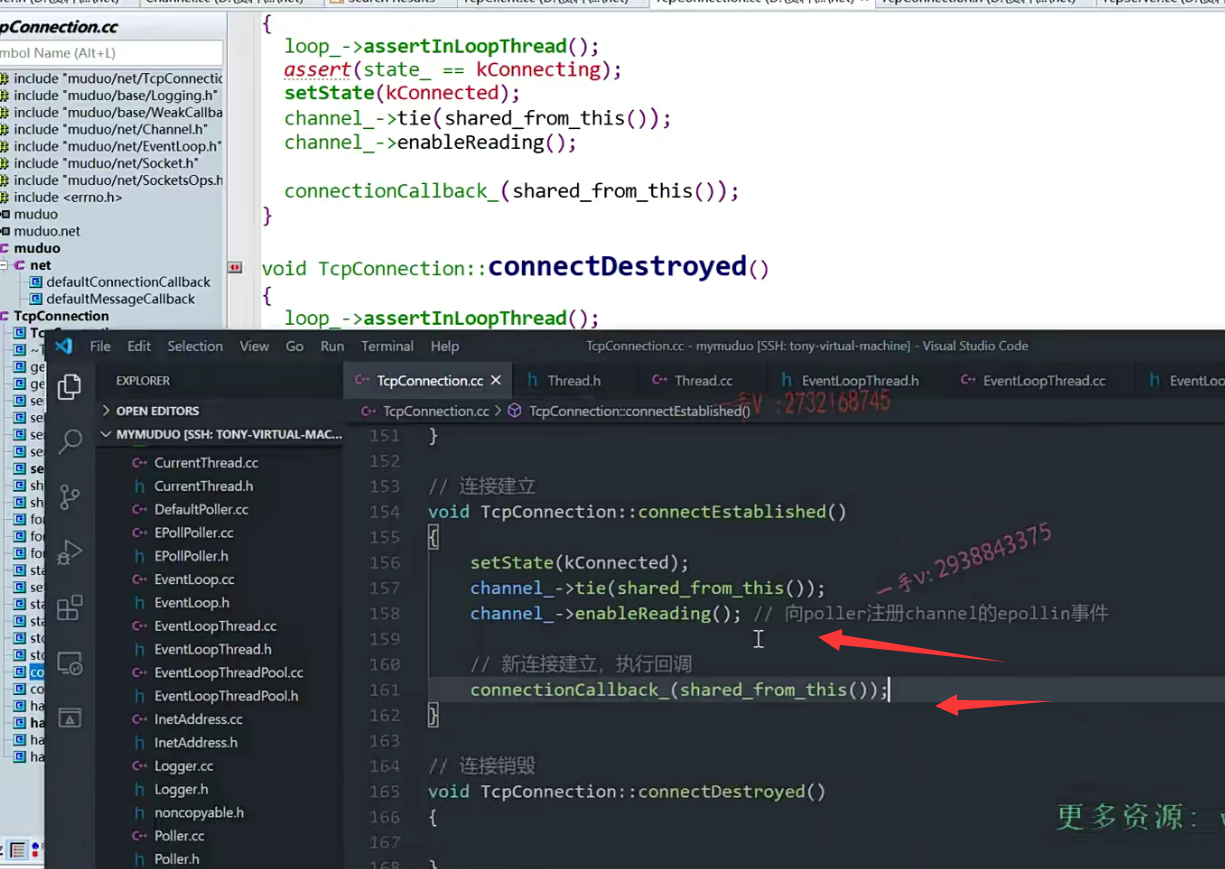 pConnection.cc
mbol Name (Alt+L)
include "muduo/net/TcpConnectio
include "muduo/base/Logging.h"
include "muduo/base/WeakCallba
include "muduo/net/Channel.h"
include "muduo/net/EventLoop.h"
include "muduo/net/Socket.h"
include "muduo/net/SocketsOps.h
include <errno.h>
muduo
muduo.net
muduo
net
defaultConnectionCallback
defaultMessageCallback
TcpConnection
{
loop_->assertInLoopThread();
assert(state_ == kConnecting);
setState(kConnected);
channel_->tie(shared_from_this());
channel_->enableReading();
connectionCallback_(shared_from_this());
}
void TcpConnection::connectDestroyed()
{
loop_->assertInLoopThread();
File Edit Selection View Go Run Terminal Help
TcpConnection.cc - mymuduo [SSH: tony-virtual-machine] - Visual Studio Code
EXPLORER
TcpConnection.cc Thread.h Thread.cc EventLoopThread.h EventLoopThread.cc EventLoo
OPEN EDITORS
TcpConnection.cc > TcpConnection::connectEstablished()
一手V :2732168745
MYMUDUO [SSH: TONY-VIRTUAL-MAC...
CurrentThread.cc
CurrentThread.h
DefaultPoller.cc
EPollPoller.cc
EPollPoller.h
EventLoop.cc
EventLoop.h
EventLoopThread.cc
EventLoopThread.h
EventLoopThreadPool.cc
EventLoopThreadPool.h
InetAddress.cc
InetAddress.h
Logger.cc
Logger.h
noncopyable.h
Poller.cc
Poller.h
151 }
152
153 // 连接建立
154 void TcpConnection::connectEstablished()
155 {
156 setState(kConnected);
157 channel_->tie(shared_from_this());
158 channel_->enableReading(); // 向poller注册channel的epollin事件
159
160 // 新连接建立，执行回调
161 connectionCallback_(shared_from_this());
162 }
163
164 // 连接销毁
165 void TcpConnection::connectDestroyed()
166 {
167
168 }
一手v: 2938843375
更多资源: